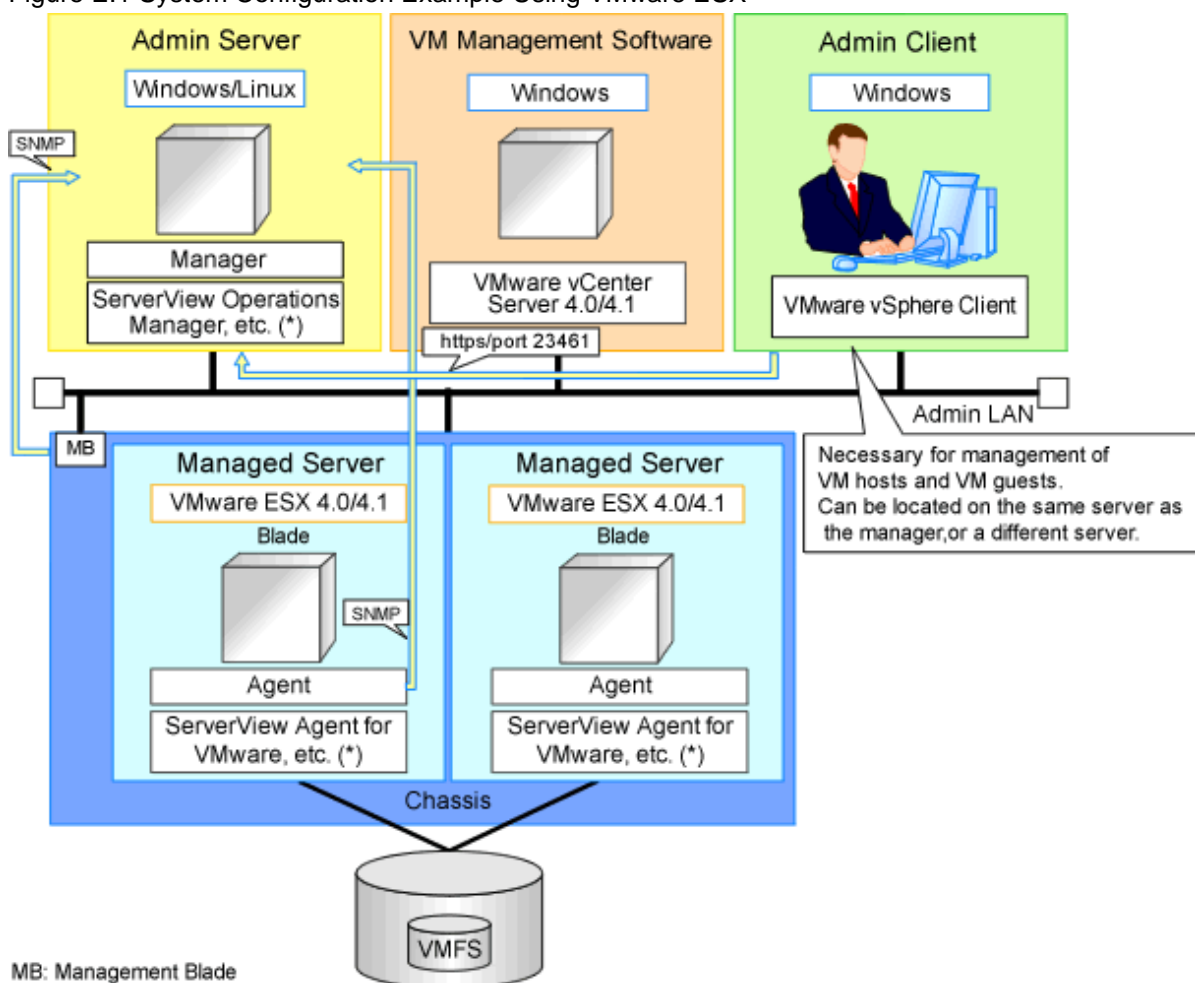 Admin Server
Windows/Linux
SNMP
Manager
ServerView Operations
Manager, etc. (*)
VM Management Software
Windows
VMware vCenter
Server 4.0/4.1
https/port 23461
Admin Client
Windows
VMware vSphere Client
Admin LAN
Necessary for management of
VM hosts and VM guests.
Can be located on the same server as
the manager,or a different server.
MB
Managed Server
VMware ESX 4.0/4.1
Blade
SNMP
Agent
ServerView Agent for
VMware, etc. (*)
Managed Server
VMware ESX 4.0/4.1
Blade
Agent
ServerView Agent for
VMware, etc. (*)
Chassis
VMFS
MB: Management Blade